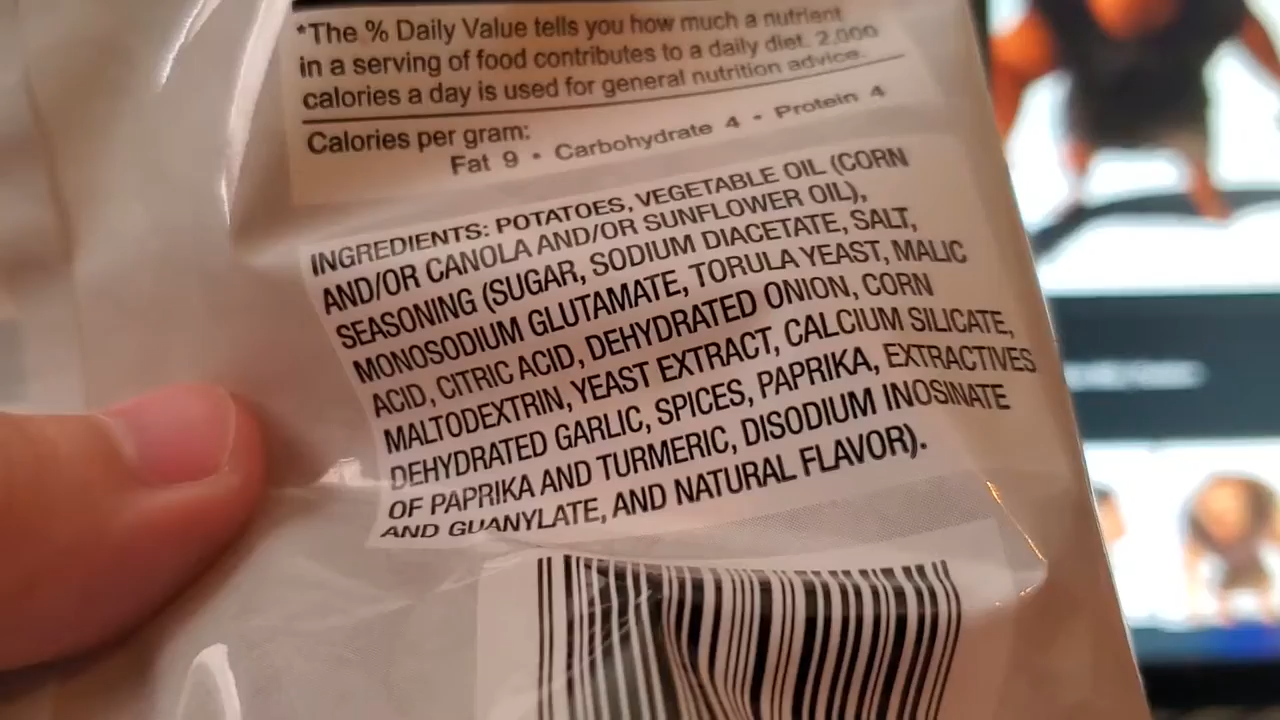 *The % Daily Value tells you how much a nutrient
in a serving of food contributes to a daily diet. 2,000
calories a day is used for general nutrition advice.
Calories per gram:
Fat 9 • Carbohydrate 4 • Protein 4
INGREDIENTS: POTATOES, VEGETABLE OIL (CORN
AND/OR CANOLA AND/OR SUNFLOWER OIL),
SEASONING (SUGAR, SODIUM DIACETATE, SALT,
MONOSODIUM GLUTAMATE, TORULA YEAST, MALIC
ACID, CITRIC ACID, DEHYDRATED ONION, CORN
MALTODEXTRIN, YEAST EXTRACT, CALCIUM SILICATE,
DEHYDRATED GARLIC, SPICES, PAPRIKA, EXTRACTIVES
OF PAPRIKA AND TURMERIC, DISODIUM INOSINATE
AND GUANYLATE, AND NATURAL FLAVOR).